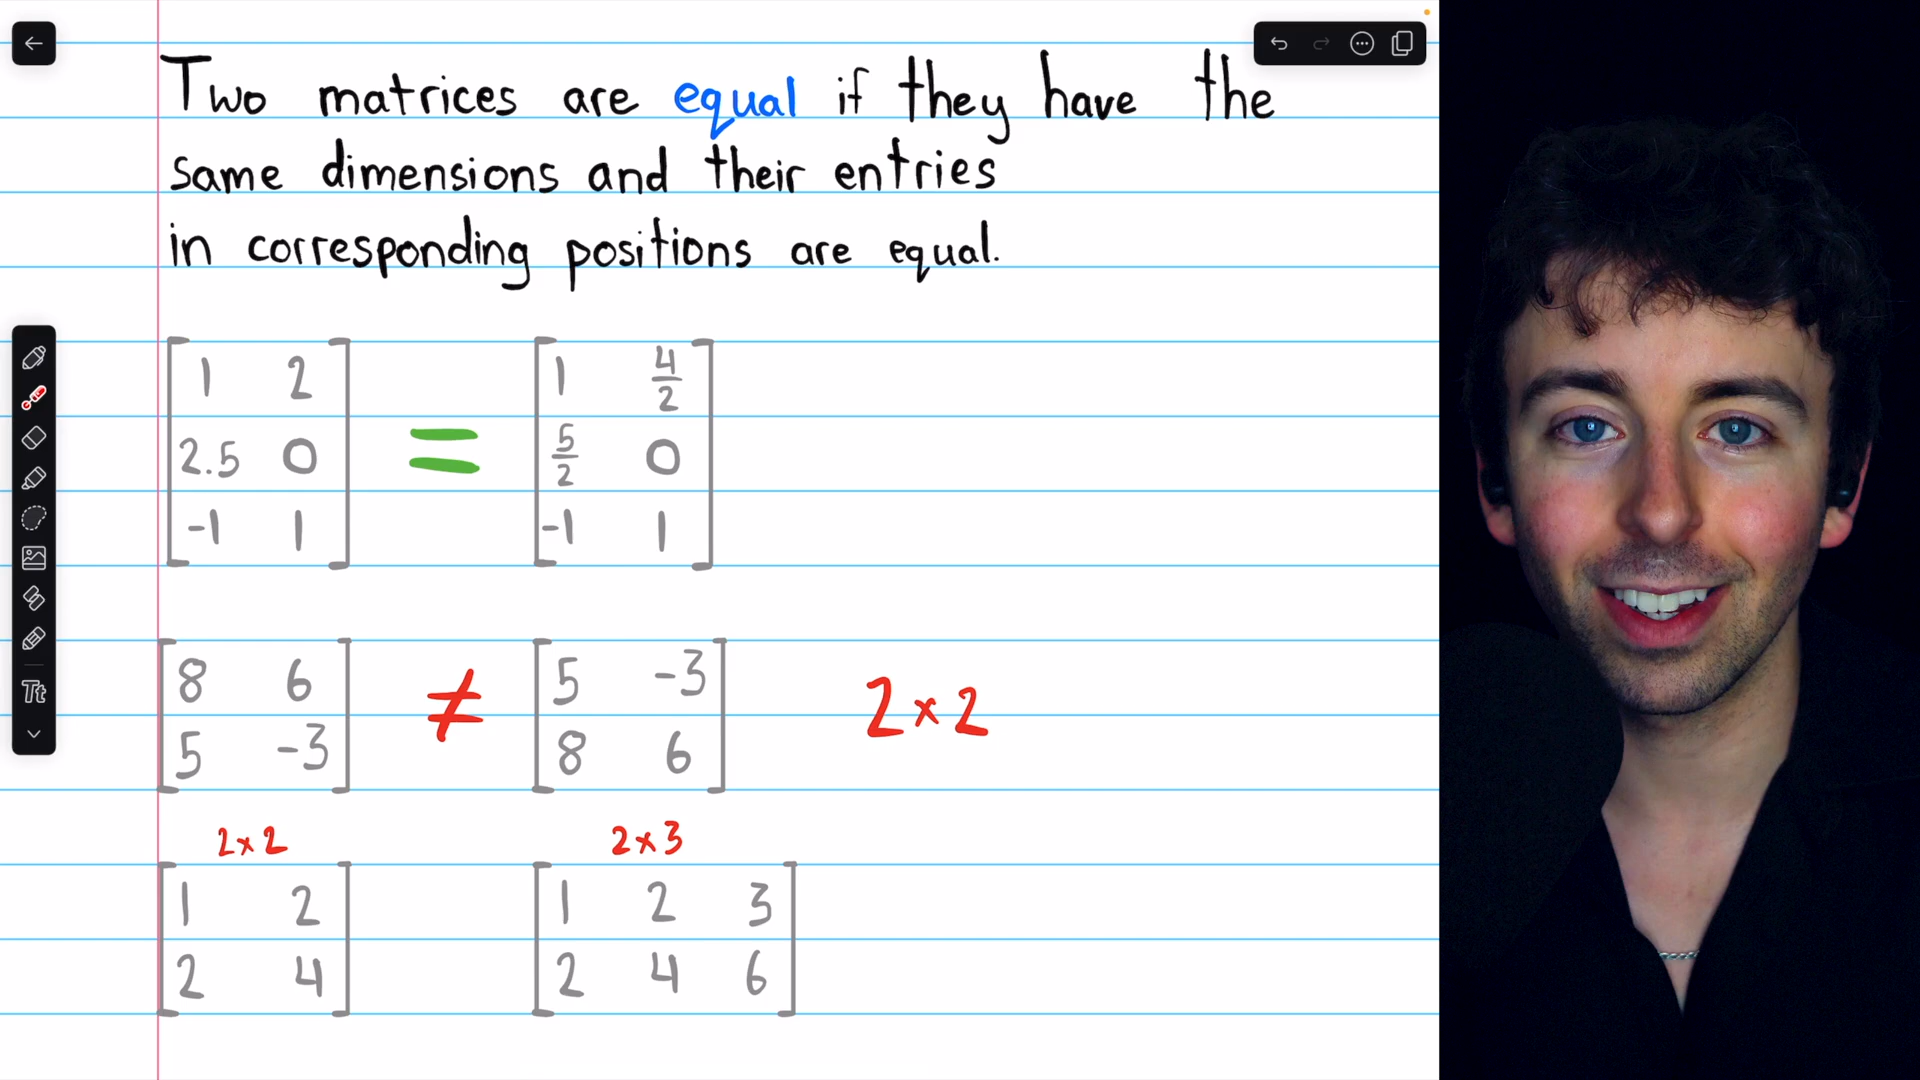 Two matrices are equal if they have the
same dimensions and their entries
in corresponding positions are equal.
1 2 1 4/2
2.5 0 = 5/2 0
-1 1 -1 1
8 6 ≠ 5 -3 2×2
5 -3 8 6
2×2 2×3
1 2 1 2 3
2 4 2 4 6
Tt